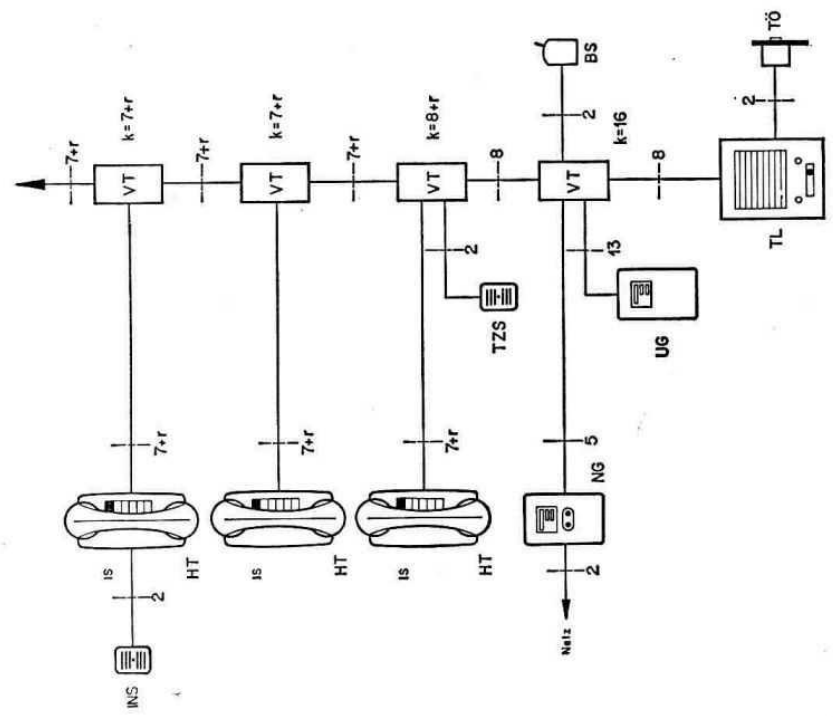 7+r
k=7+r
VT
7+r
7+r
INS
2
IS
HT
k=7+r
VT
7+r
7+r
IS
HT
k=8+r
VT
7+r
2
TZS
IS
HT
8
BS
2
k=16
VT
5
NG
2
Netz
13
UG
8
TL
2
TÖ